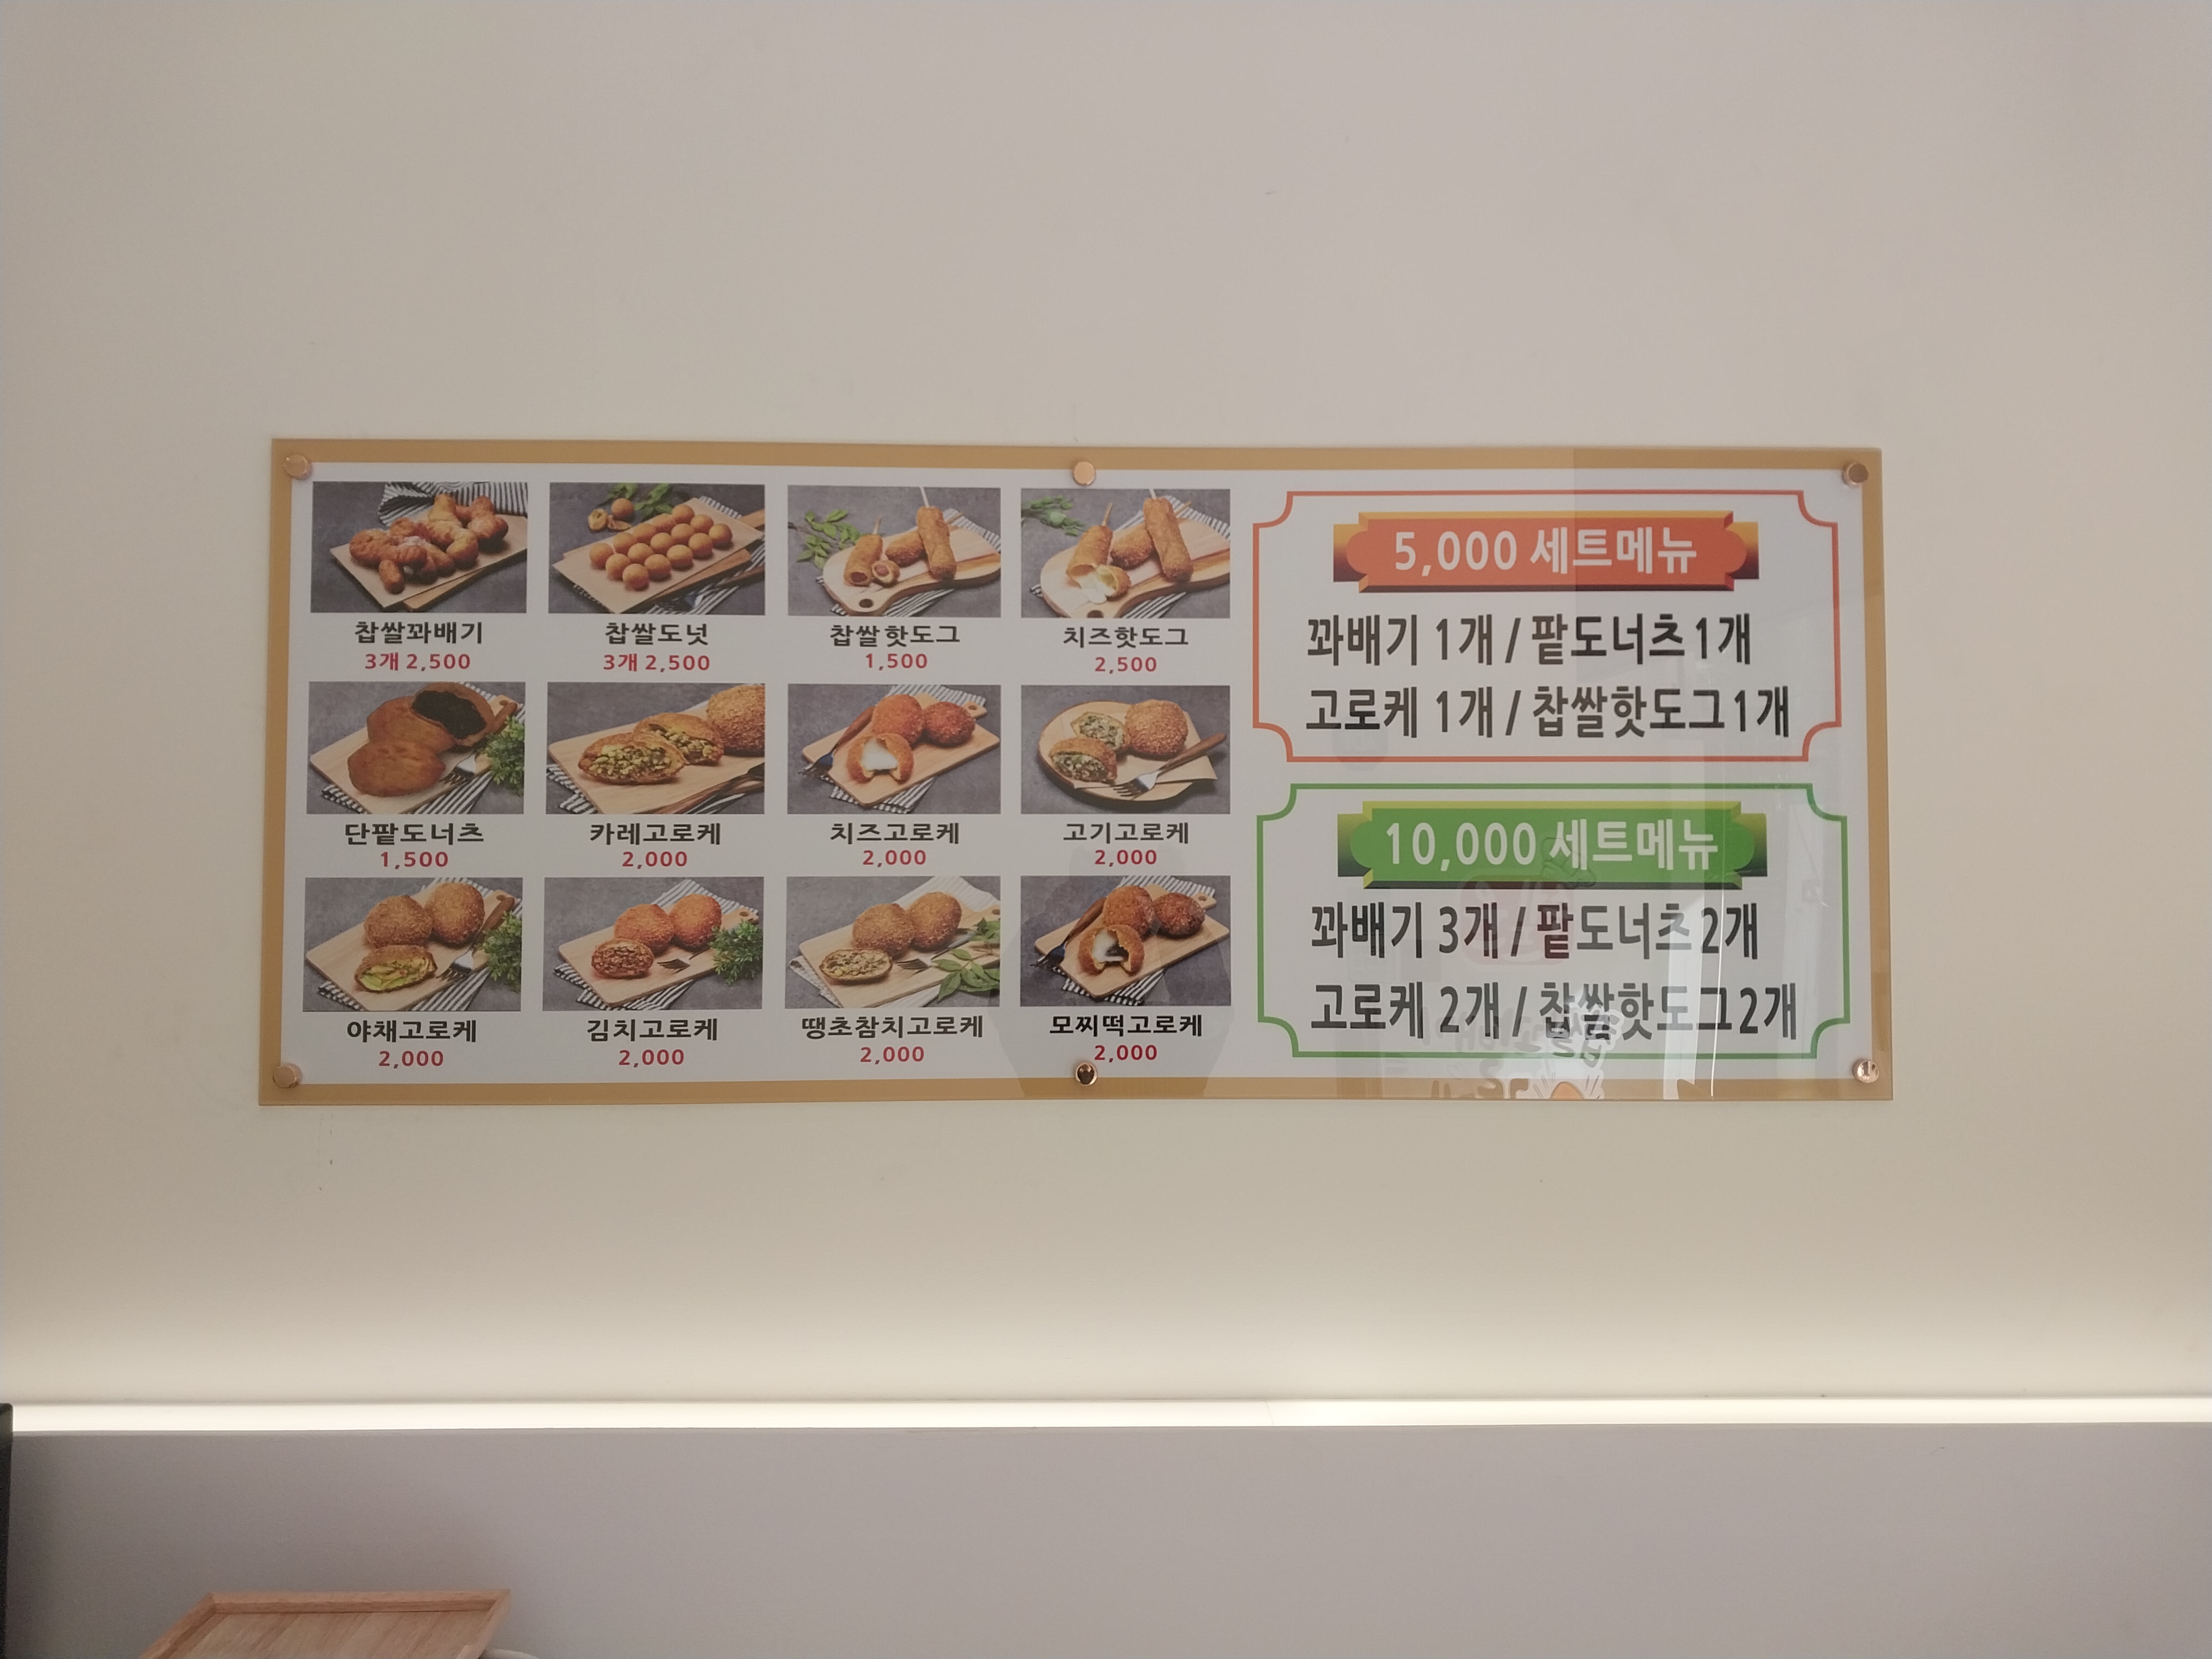 찹쌀꽈배기
3개 2,500
찹쌀도넛
3개 2,500
찹쌀핫도그
1,500
치즈핫도그
2,500
단팥도너츠
1,500
카레고로케
2,000
치즈고로케
2,000
고기고로케
2,000
야채고로케
2,000
김치고로케
2,000
땡초참치고로케
2,000
모찌떡고로케
2,000
5,000 세트메뉴
꽈배기 1개 / 팥도너츠 1개
고로케 1개 / 찹쌀핫도그 1개
10,000 세트메뉴
꽈배기 3개 / 팥도너츠 2개
고로케 2개 / 찹쌀핫도그 2개